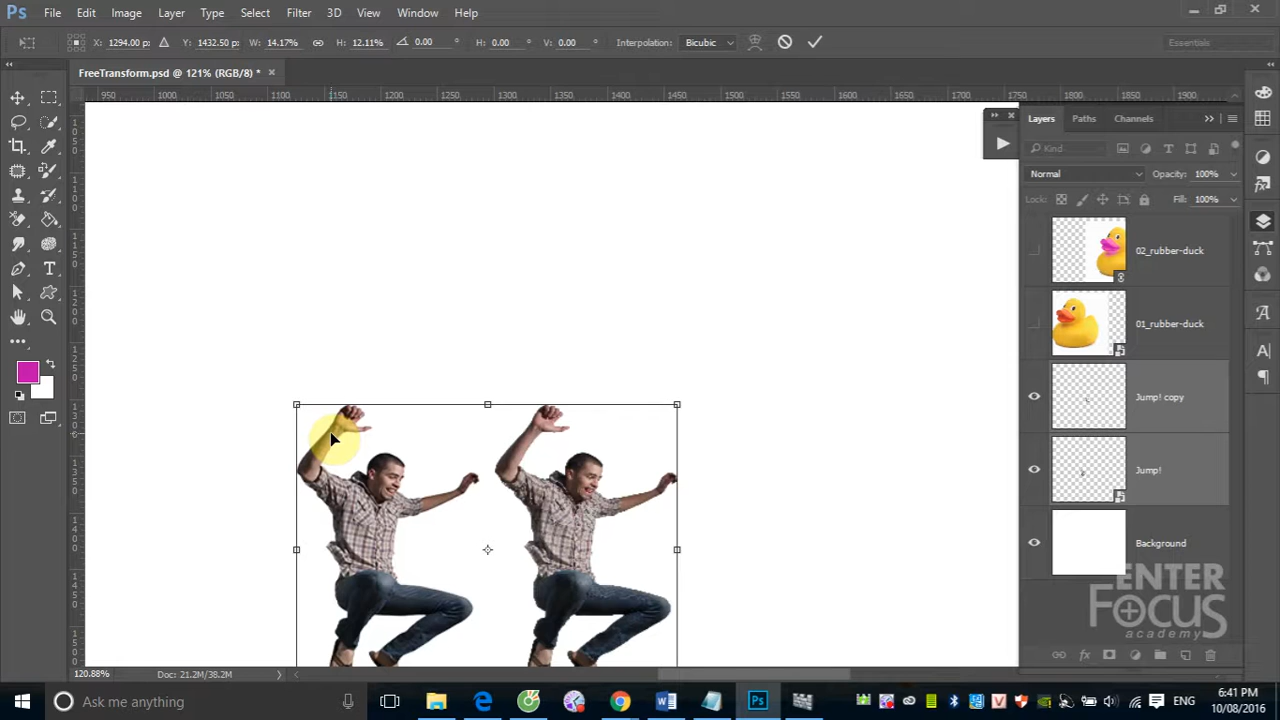 Ps File Edit Image Layer Type Select Filter 3D View Window Help
X: 1294.00 px Y: 1432.50 px W: 14.17% H: 12.11% 0.00 ° H: 0.00 ° V: 0.00 ° Interpolation: Bicubic Essentials
FreeTransform.psd @ 121% (RGB/8) * ×
950 1000 1050 1100 1150 1200 1250 1300 1350 1400 1450 1500 1550 1600 1650 1700 1750 1800 1850 1900
Layers Paths Channels
Kind
Normal Opacity: 100%
Lock: Fill: 100%
02_rubber-duck
01_rubber-duck
Jump! copy
Jump!
Background
ENTER
FOCUS
academy
120.88% Doc: 21.2M/38.2M
Ask me anything
ENG
6:41 PM
10/08/2016